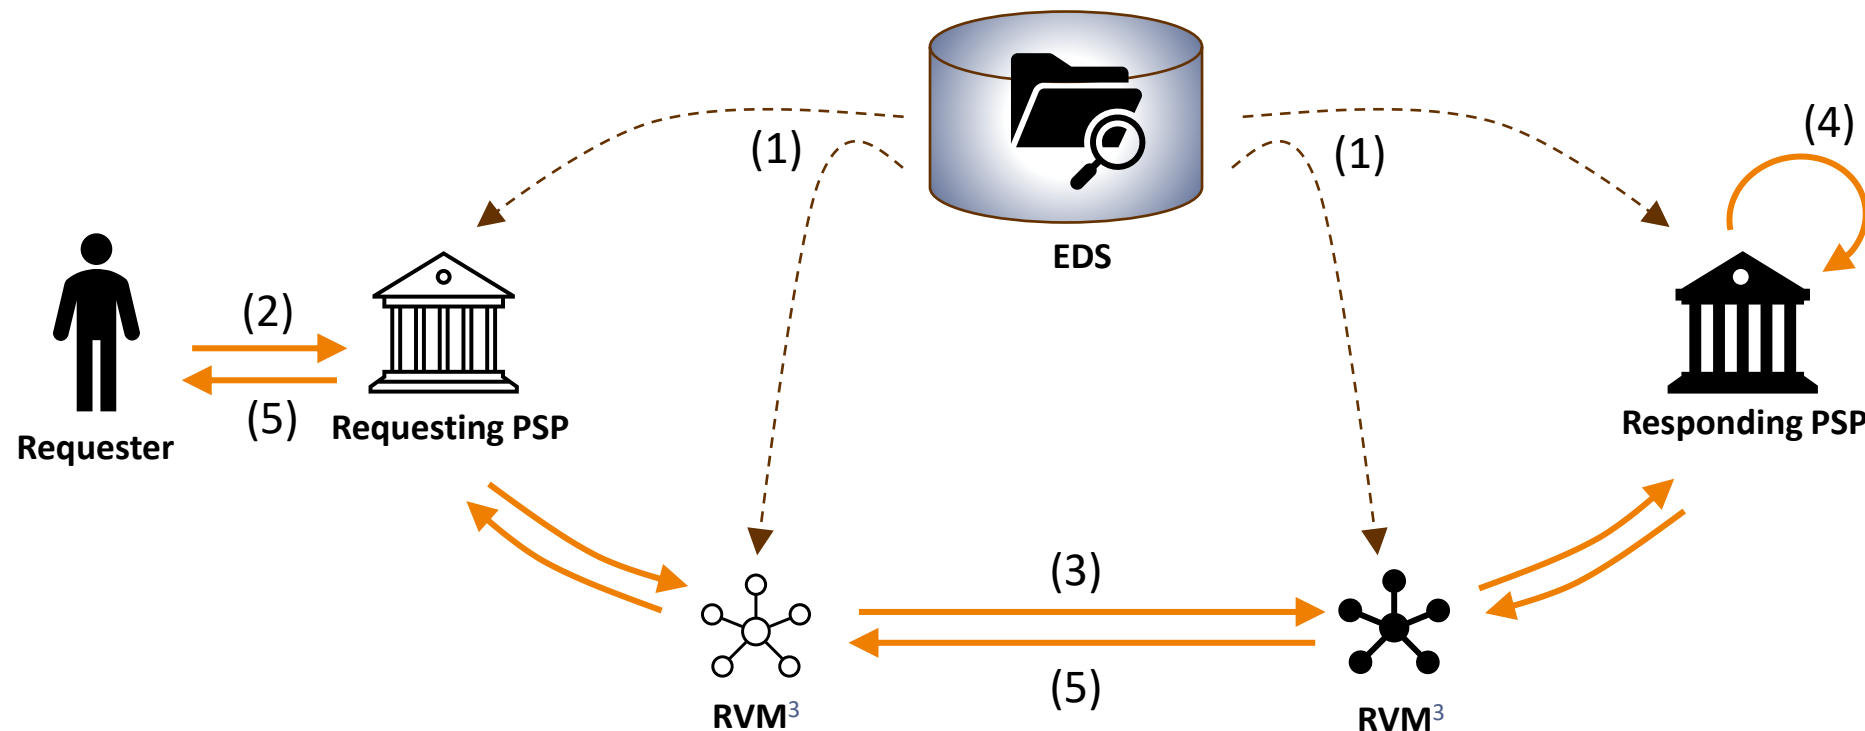 (4)
(1)
(1)
EDS
(2)
(5)
Requester
Requesting PSP
Responding PSP
(3)
(5)
RVM³
RVM³